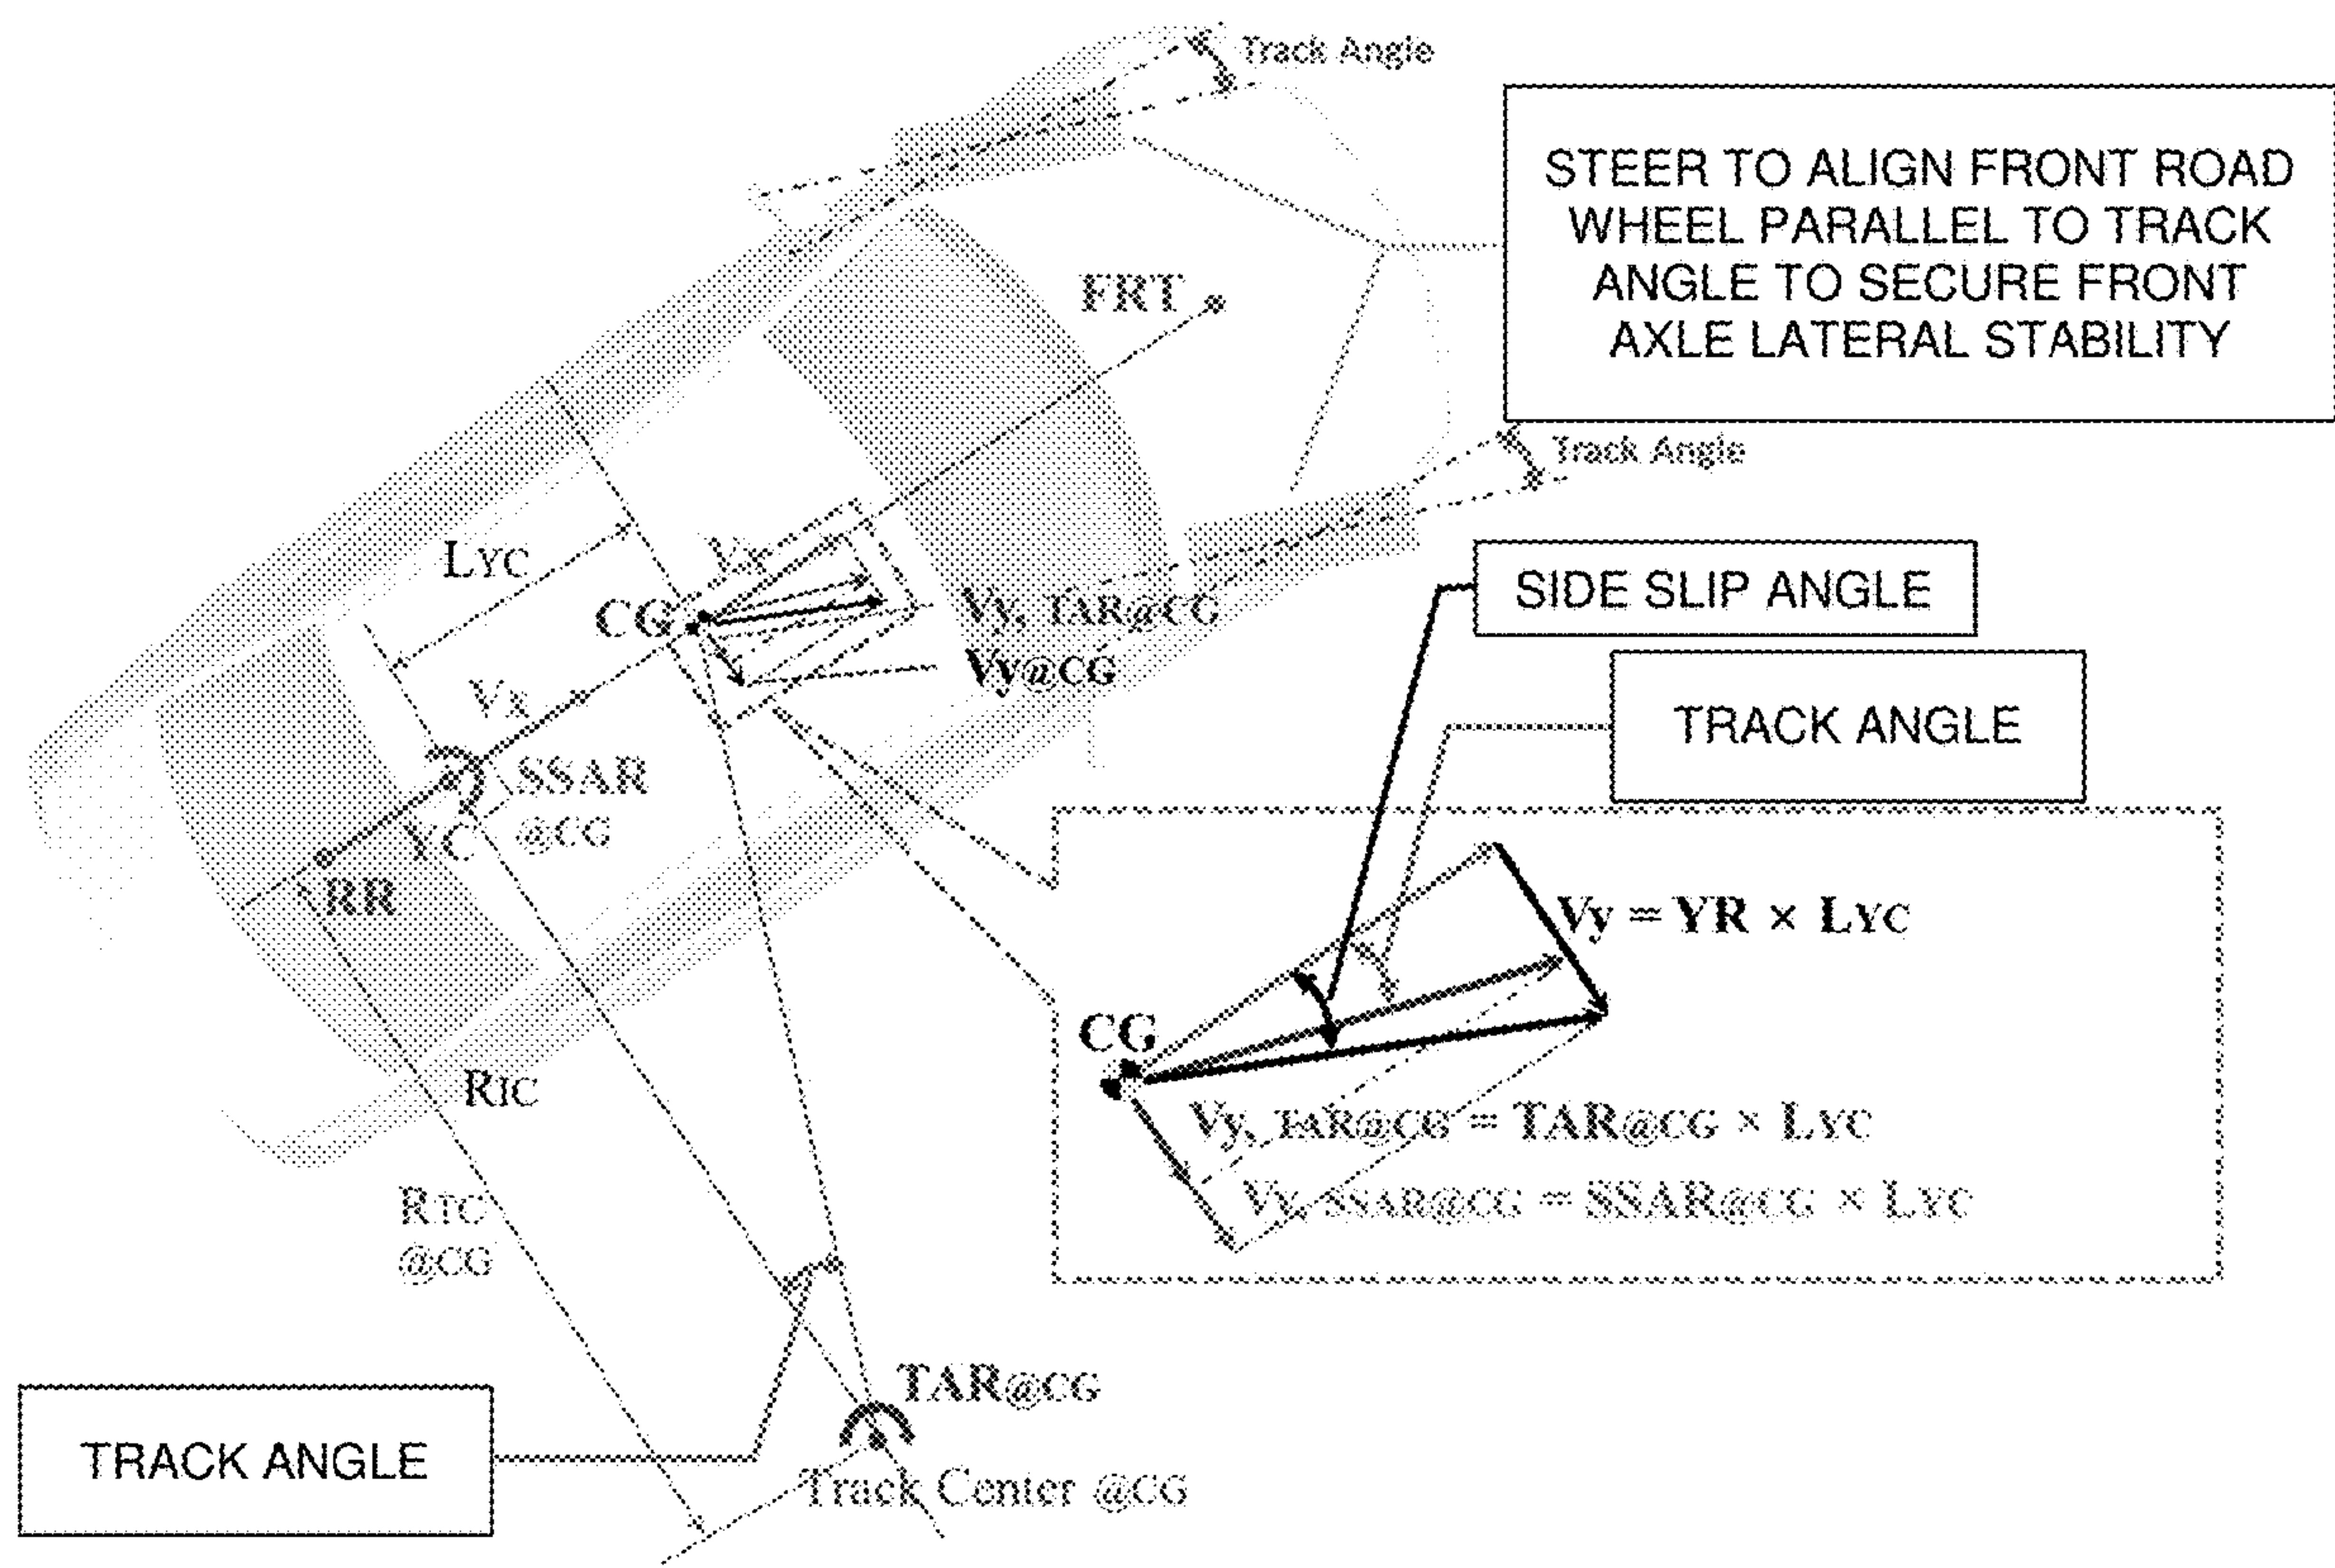 Track Angle
STEER TO ALIGN FRONT ROAD
WHEEL PARALLEL TO TRACK
ANGLE TO SECURE FRONT
AXLE LATERAL STABILITY
FRT
Track Angle
LYC
VX
CG
SIDE SLIP ANGLE
Vy, TAR@CG
Vy@CG
VX
TRACK ANGLE
SSAR
@CG
YC
RR
Vy = YR × LYC
CG
RIC
Vy, TAR@CG = TAR@CG × LYC
Vy, SSAR@CG = SSAR@CG × LYC
RTC
@CG
TAR@CG
TRACK ANGLE
Track Center @CG